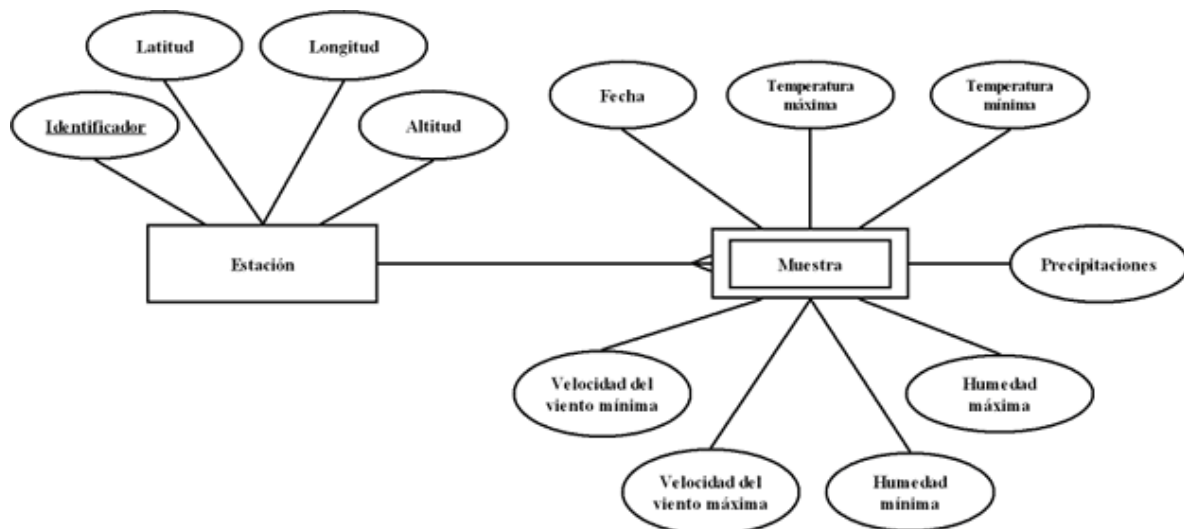 Latitud
Longitud
Identificador
Altitud
Fecha
Temperatura
máxima
Temperatura
mínima
Estación
Muestra
Precipitaciones
Velocidad del
viento mínima
Humedad
máxima
Velocidad del
viento máxima
Humedad
mínima